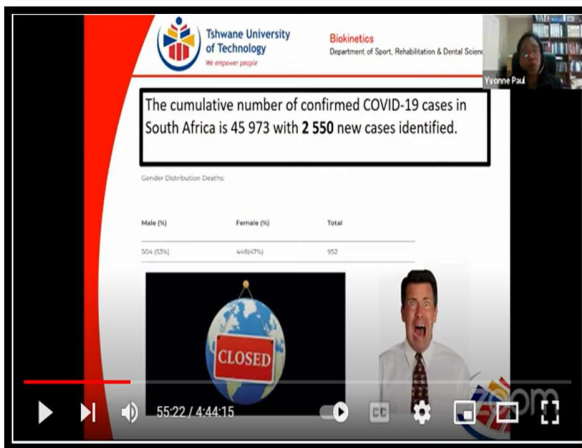 Tshwane University
of Technology
We empower people
Biokinetics
Department of Sport, Rehabilitation & Dental Scien
Yvonne Paul
The cumulative number of confirmed COVID-19 cases in
South Africa is 45 973 with 2 550 new cases identified.
Gender Distribution Deaths:
Male (%) Female (%) Total
504 (53%) 448(47%) 952
CLOSED
zoom
55:22 / 4:44:15
CC